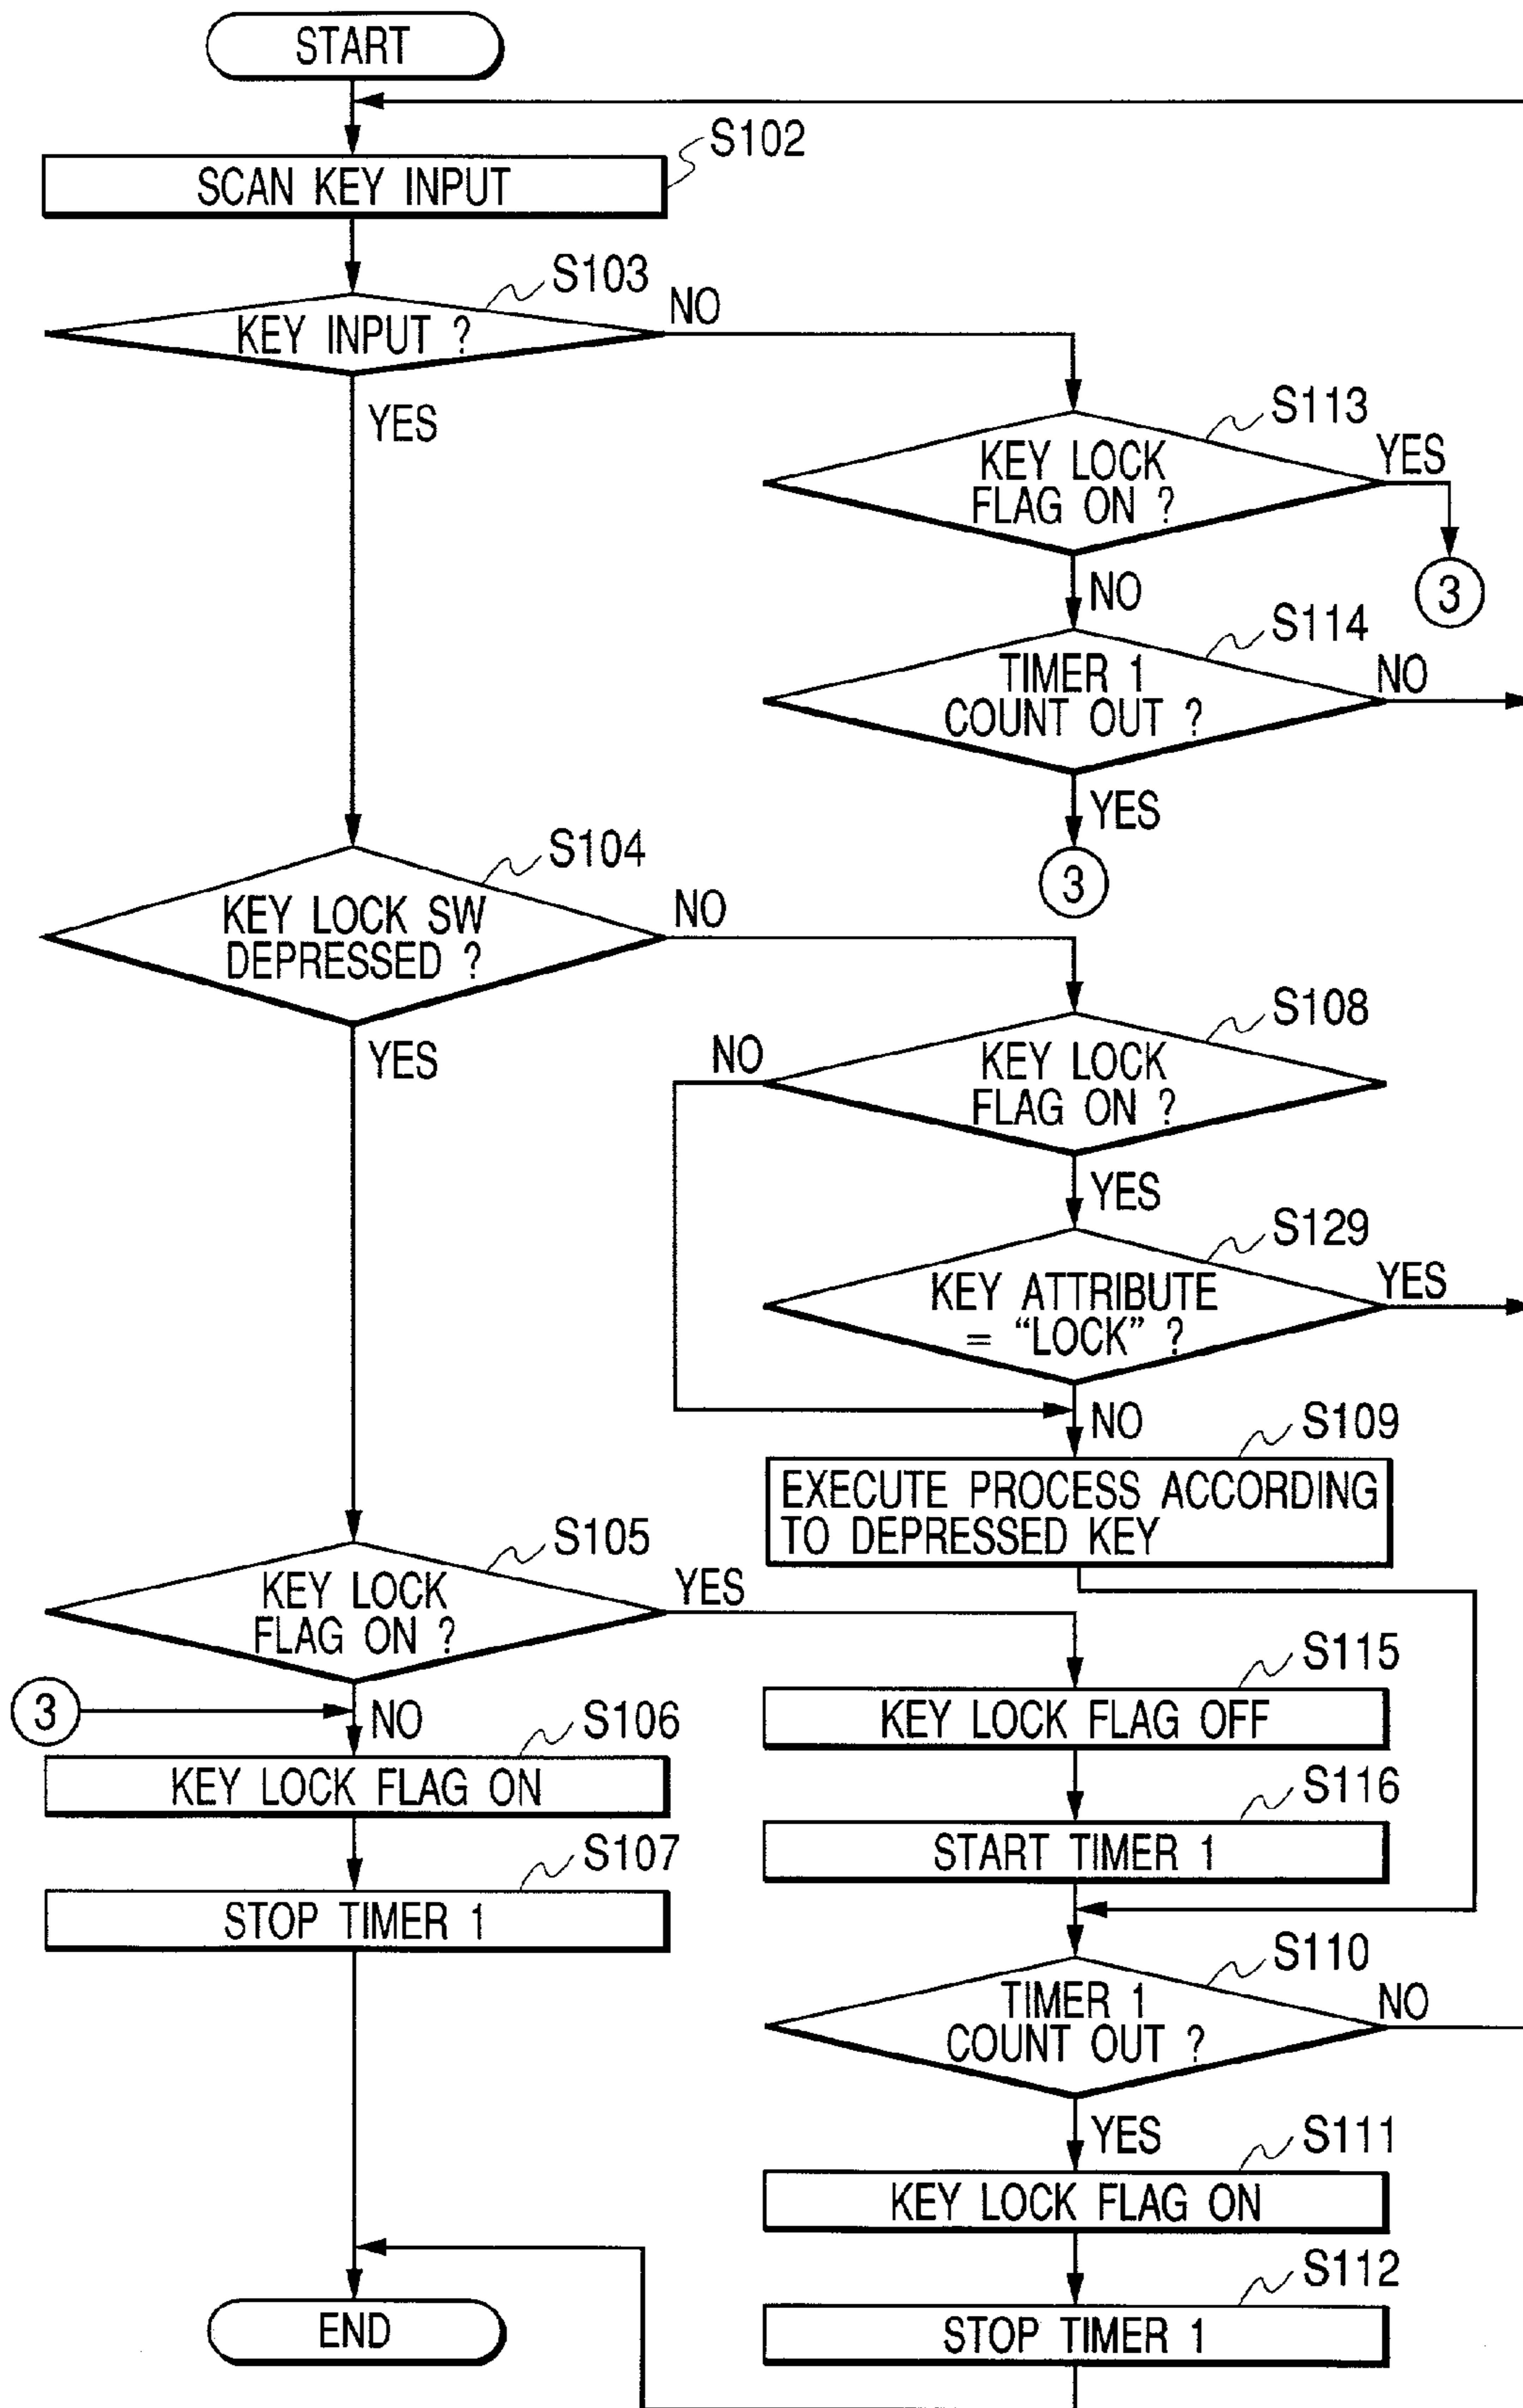 START
S102
SCAN KEY INPUT
S103
KEY INPUT ?
NO
YES
S113
KEY LOCK
FLAG ON ?
YES
3
NO
S114
TIMER 1
COUNT OUT ?
NO
YES
3
S104
KEY LOCK SW
DEPRESSED ?
NO
YES
S108
NO
KEY LOCK
FLAG ON ?
YES
S129
KEY ATTRIBUTE
= “LOCK” ?
YES
NO
S109
EXECUTE PROCESS ACCORDING
TO DEPRESSED KEY
S105
KEY LOCK
FLAG ON ?
YES
3
NO
S106
KEY LOCK FLAG ON
S107
STOP TIMER 1
S115
KEY LOCK FLAG OFF
S116
START TIMER 1
S110
TIMER 1
COUNT OUT ?
NO
YES
S111
KEY LOCK FLAG ON
S112
STOP TIMER 1
END